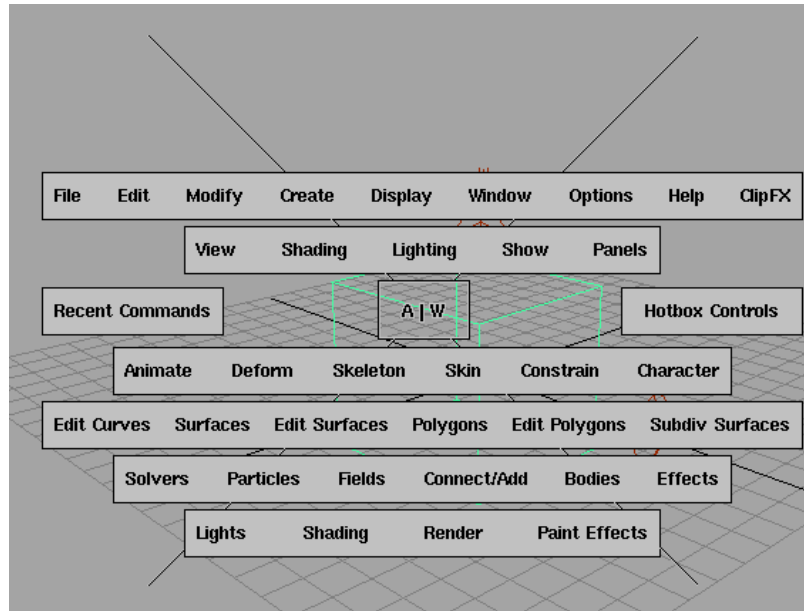 File Edit Modify Create Display Window Options Help ClipFX
View Shading Lighting Show Panels
Recent Commands A|W Hotbox Controls
Animate Deform Skeleton Skin Constrain Character
Edit Curves Surfaces Edit Surfaces Polygons Edit Polygons Subdiv Surfaces
Solvers Particles Fields Connect/Add Bodies Effects
Lights Shading Render Paint Effects